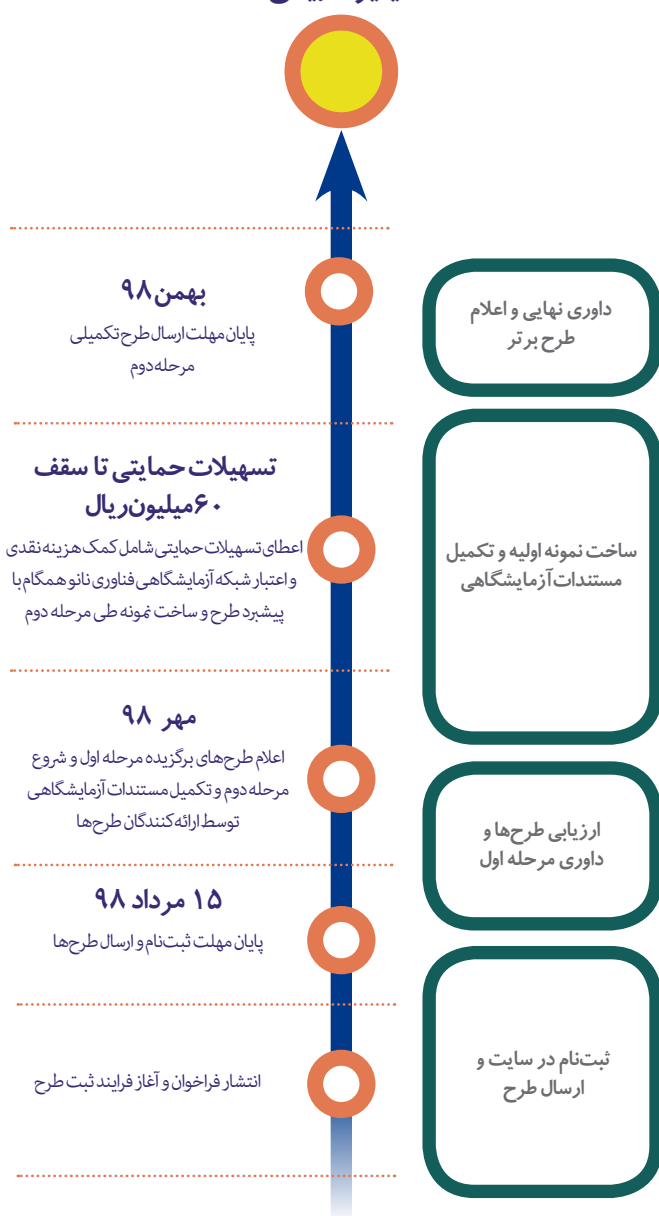 بهمن ۹۸
پایان مهلت ارسال طرح تکمیلی
مرحله دوم
داوری نهایی و اعلام
طرح برتر
تسهیلات حمایتی تا سقف
۶۰ میلیون ریال
اعطای تسهیلات حمایتی شامل کمک هزینه نقدی
و اعتبار شبکه آزمایشگاهی فناوری نانو همگام با
پیشبرد طرح و ساخت نمونه طی مرحله دوم
ساخت نمونه اولیه و تکمیل
مستندات آزمایشگاهی
مهر ۹۸
اعلام طرح‌های برگزیده مرحله اول و شروع
مرحله دوم و تکمیل مستندات آزمایشگاهی
توسط ارائه‌کنندگان طرح‌ها
ارزیابی طرح‌ها و
داوری مرحله اول
۱۵ مرداد ۹۸
پایان مهلت ثبت‌نام و ارسال طرح‌ها
انتشار فراخوان و آغاز فرایند ثبت طرح
ثبت‌نام در سایت و
ارسال طرح